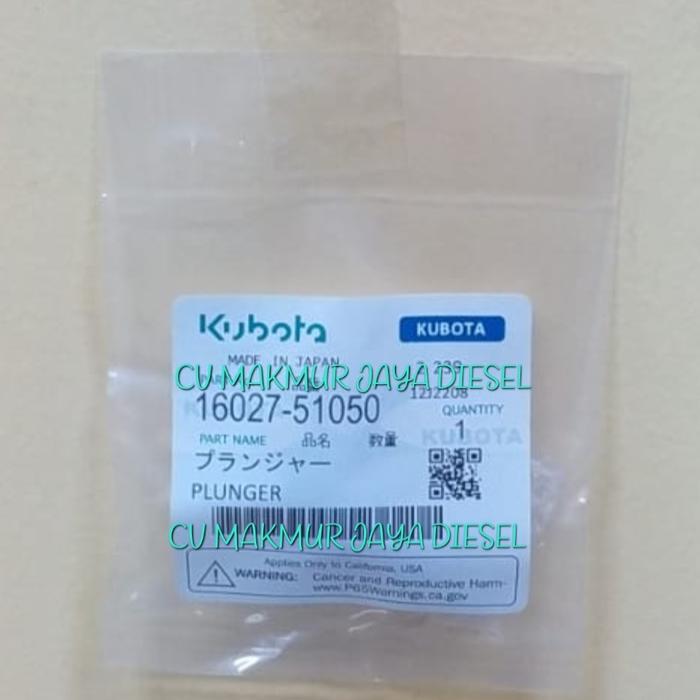 Kubota KUBOTA
MADE IN JAPAN
CV MAKMUR JAYA DIESEL
12J2208
16027-51050
QUANTITY
1
PART NAME 品名 数量 KUBOTA
プランジャー
PLUNGER
CV MAKMUR JAYA DIESEL
Applies Only to California, USA
WARNING: Cancer and Reproductive Harm-
www.P65Warnings.ca.gov